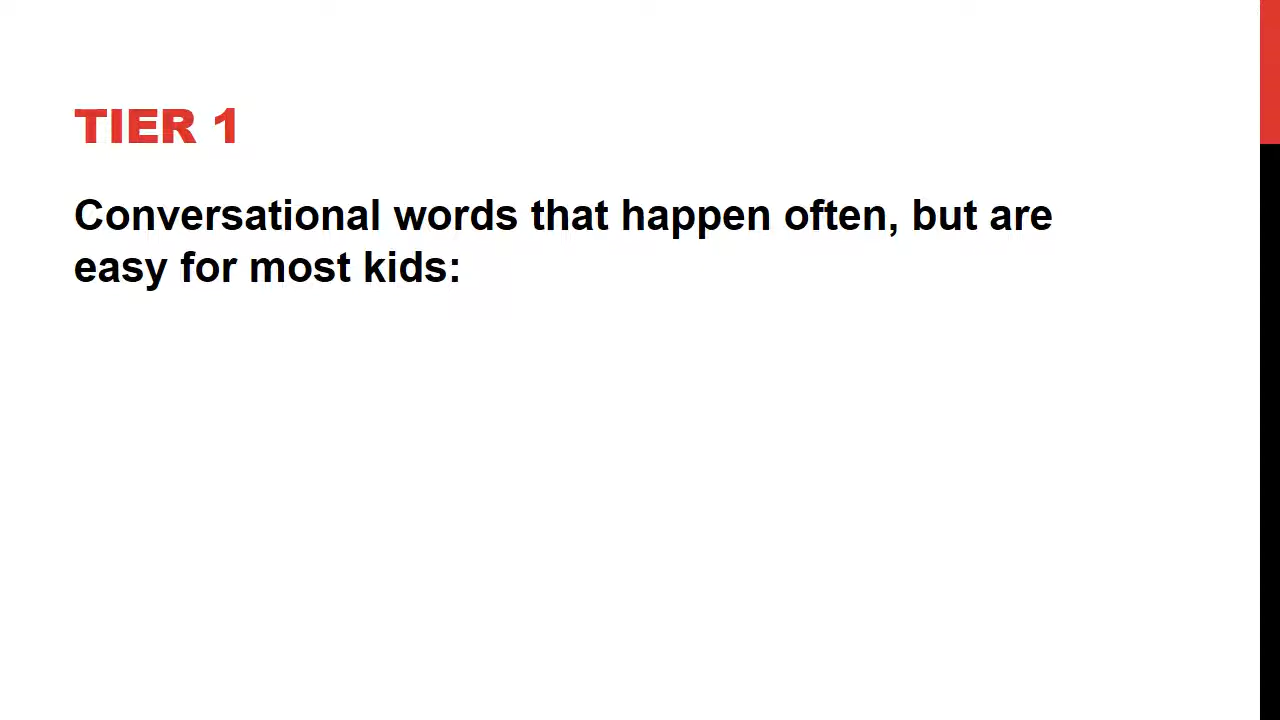 TIER 1
Conversational words that happen often, but are
easy for most kids: